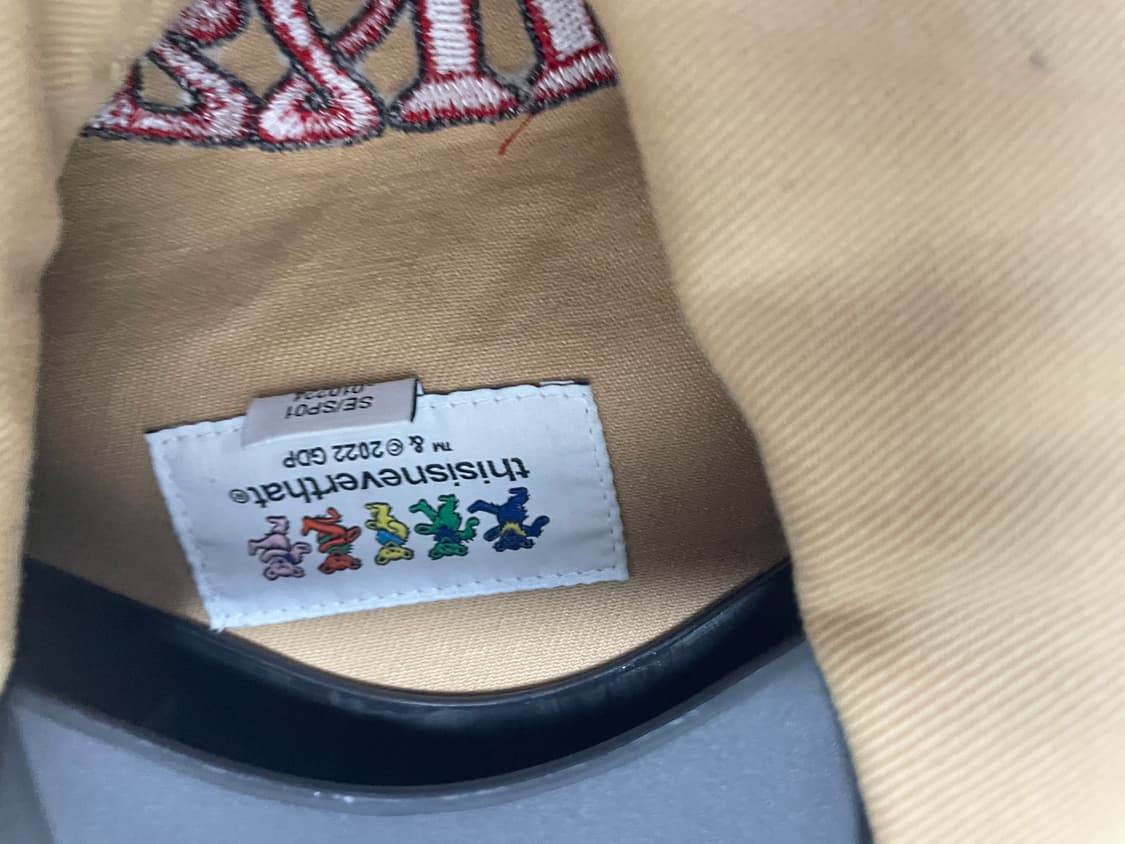 thisisneverthat®
™ & ©2022 GDP
SE/SP01